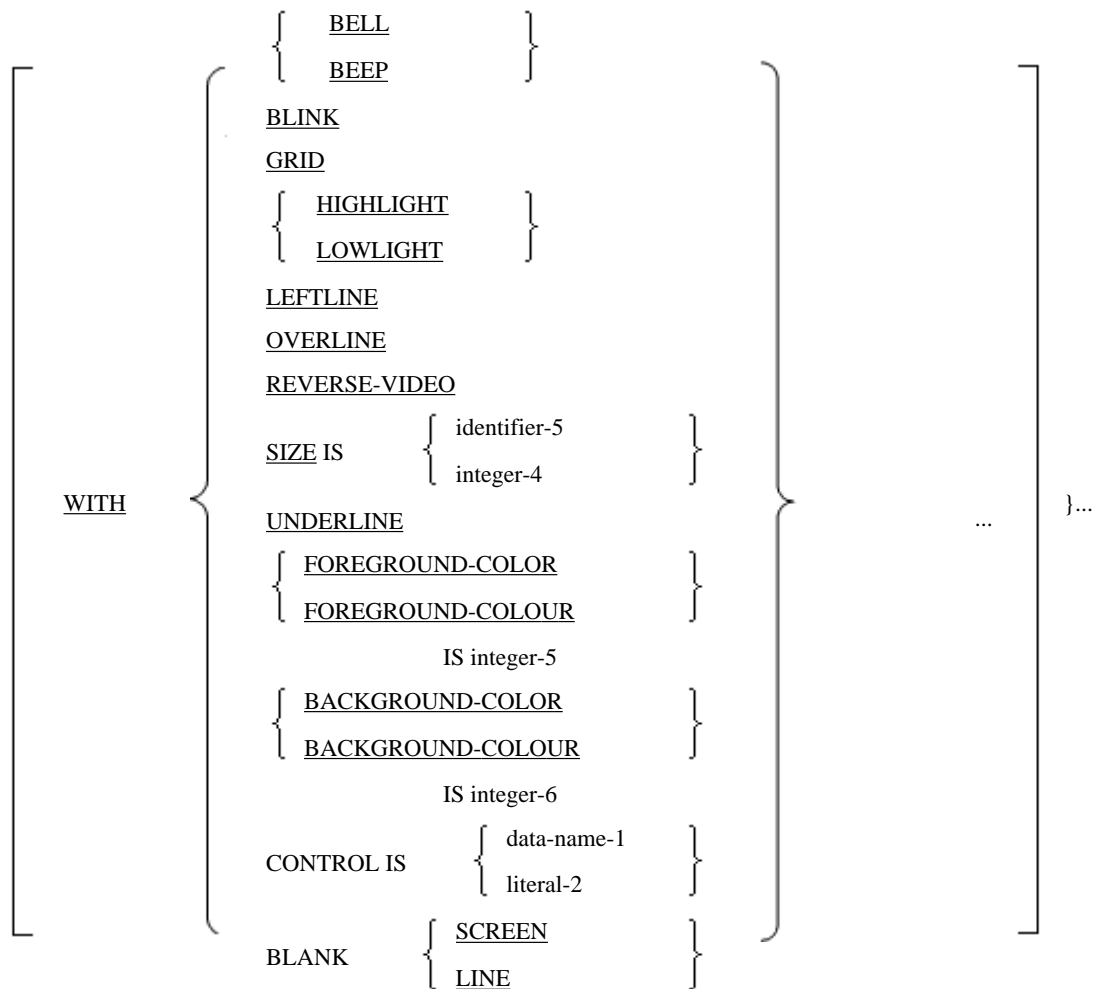 BELL
BEEP
BLINK
GRID
HIGHLIGHT
LOWLIGHT
LEFTLINE
OVERLINE
REVERSE-VIDEO
identifier-5
SIZE IS
integer-4
WITH
UNDERLINE
... }...
FOREGROUND-COLOR
FOREGROUND-COLOUR
IS integer-5
BACKGROUND-COLOR
BACKGROUND-COLOUR
IS integer-6
data-name-1
CONTROL IS
literal-2
SCREEN
BLANK
LINE